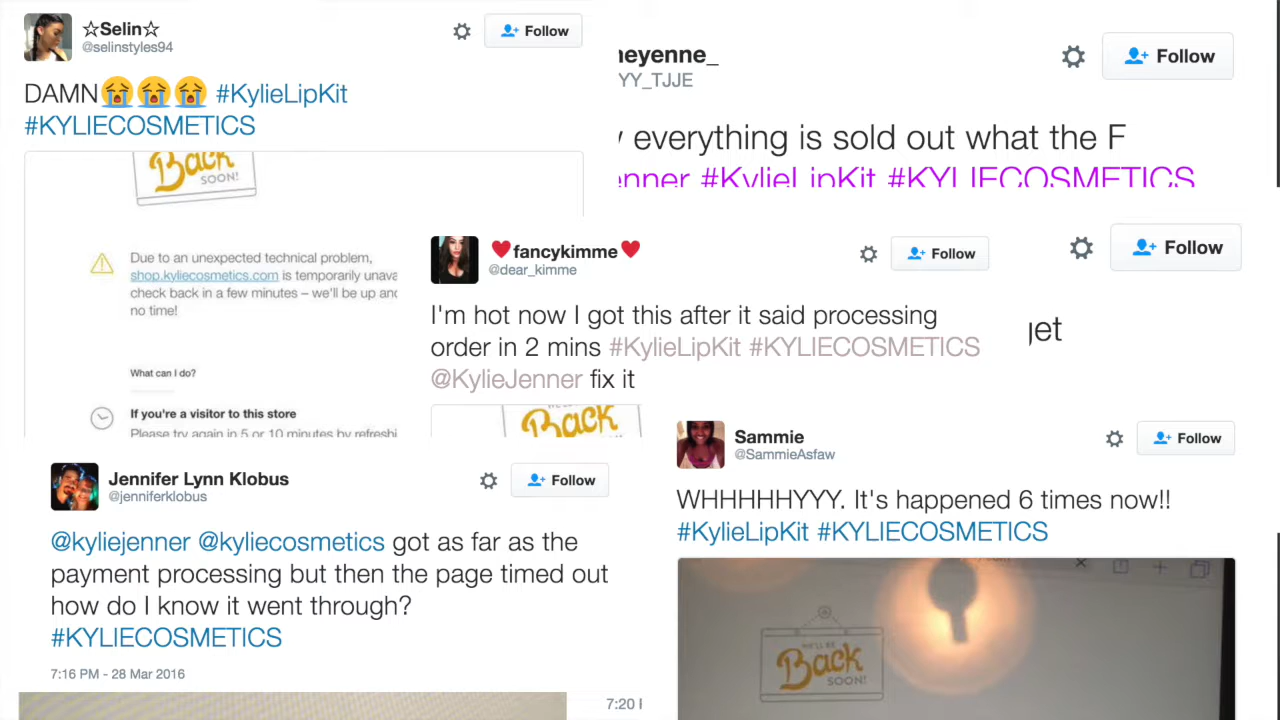 ☆Selin☆
@selinstyles94
Follow
DAMN😭😭😭 #KylieLipKit
#KYLIECOSMETICS
Back
SOON!
Due to an unexpected technical problem,
shop.kyliecosmetics.com is temporarily
check back in a few minutes – we'll be up
no time!
What can I do?
If you're a visitor to this store
Please try again in 5 or 10 minutes by
eyenne_
YY_TJJE
Follow
everything is sold out what the F
#KylieLipKit #KYLIECOSMETICS
❤fancykimme❤
@dear_kimme
Follow
I'm hot now I got this after it said processing
order in 2 mins #KylieLipKit #KYLIECOSMETICS
@KylieJenner fix it
Back
Follow
Jennifer Lynn Klobus
@jenniferklobus
Follow
@kyliejenner @kyliecosmetics got as far as the
payment processing but then the page timed out
how do I know it went through?
#KYLIECOSMETICS
7:16 PM - 28 Mar 2016
7:20
Sammie
@SammieAsfaw
Follow
WHHHHHYYY. It's happened 6 times now!!
#KylieLipKit #KYLIECOSMETICS
WE'LL BE
Back
SOON!